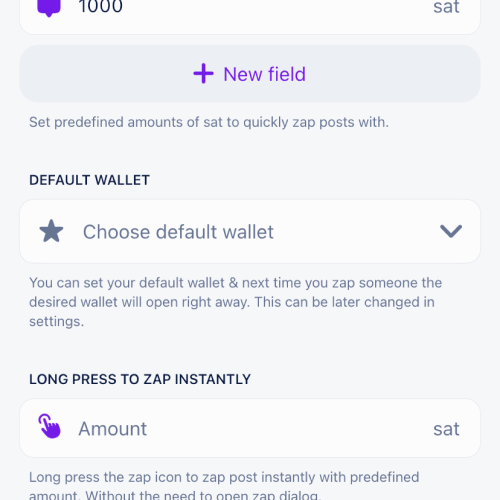 1000 sat
New field
Set predefined amounts of sat to quickly zap posts with.
DEFAULT WALLET
Choose default wallet
You can set your default wallet & next time you zap someone the
desired wallet will open right away. This can be later changed in
settings.
LONG PRESS TO ZAP INSTANTLY
Amount sat
Long press the zap icon to zap post instantly with predefined
amount. Without the need to open zap dialog.